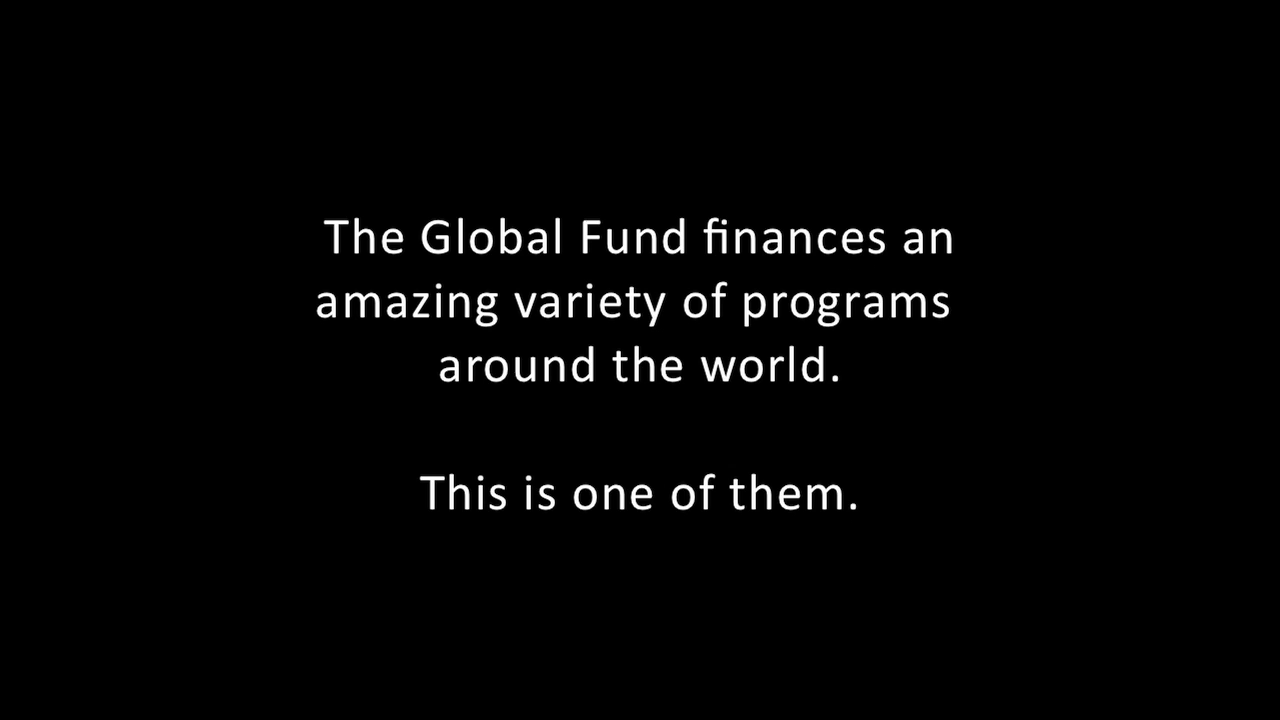 The Global Fund finances an
amazing variety of programs
around the world.
This is one of them.